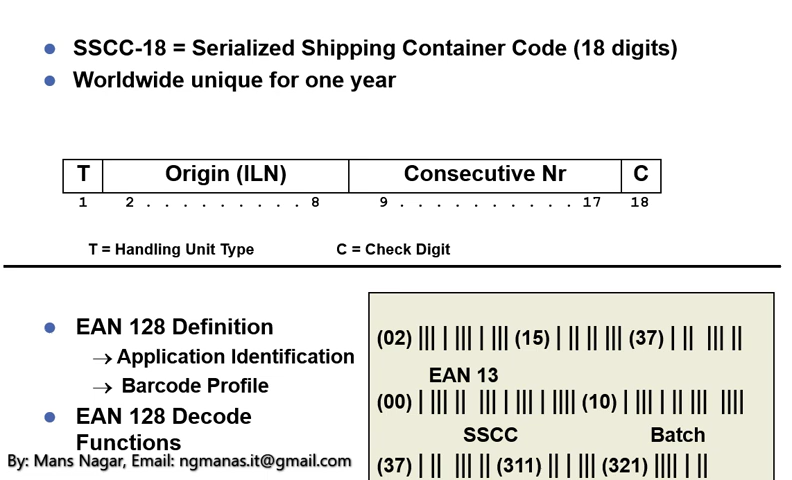 SSCC-18 = Serialized Shipping Container Code (18 digits)
Worldwide unique for one year
T Origin (ILN) Consecutive Nr C
1 2 . . . . . . . . . 8 9 . . . . . . . . . . 17 18
T = Handling Unit Type C = Check Digit
EAN 128 Definition
→ Application Identification
→ Barcode Profile
EAN 128 Decode
Functions
(02) (15) (37)
EAN 13
(00) (10)
SSCC Batch
(37) (311) (321)
By: Mans Nagar, Email: ngmanas.it@gmail.com